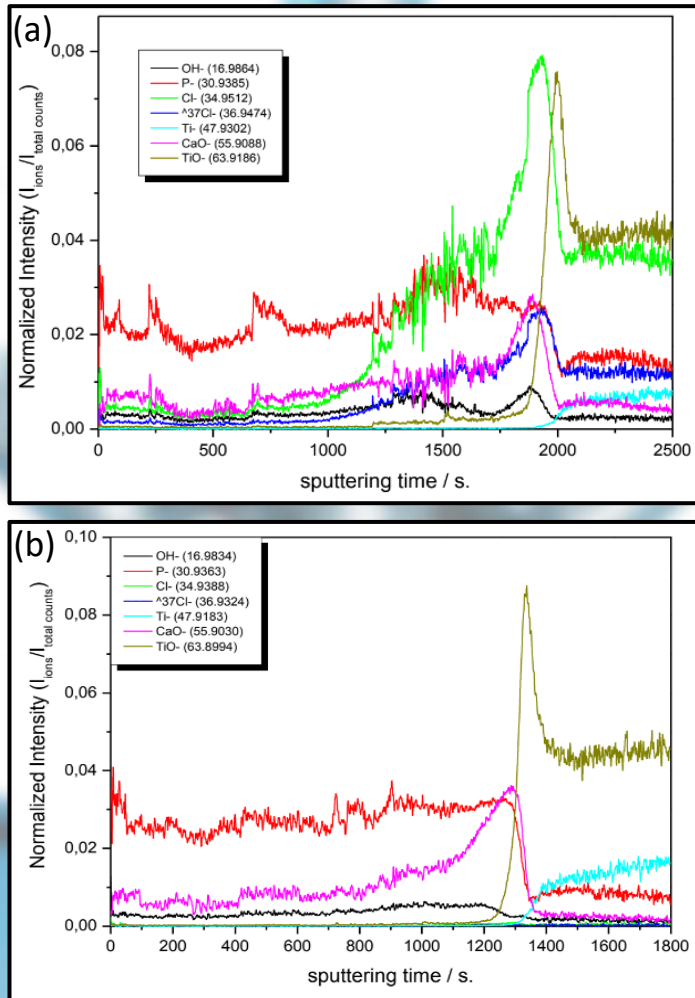 (a)
0,08
0,06
0,04
0,02
0,00
Normalized Intensity (I_ions/I_total counts)
OH- (16.9864)
P- (30.9385)
Cl- (34.9512)
^37Cl- (36.9474)
Ti- (47.9302)
CaO- (55.9088)
TiO- (63.9186)
0 500 1000 1500 2000 2500
sputtering time / s.
(b)
0,10
0,08
0,06
0,04
0,02
0,00
Normalized Intensity (I_ions/I_total counts)
OH- (16.9834)
P- (30.9363)
Cl- (34.9388)
^37Cl- (36.9324)
Ti- (47.9183)
CaO- (55.9030)
TiO- (63.8994)
0 200 400 600 800 1000 1200 1400 1600 1800
sputtering time / s.